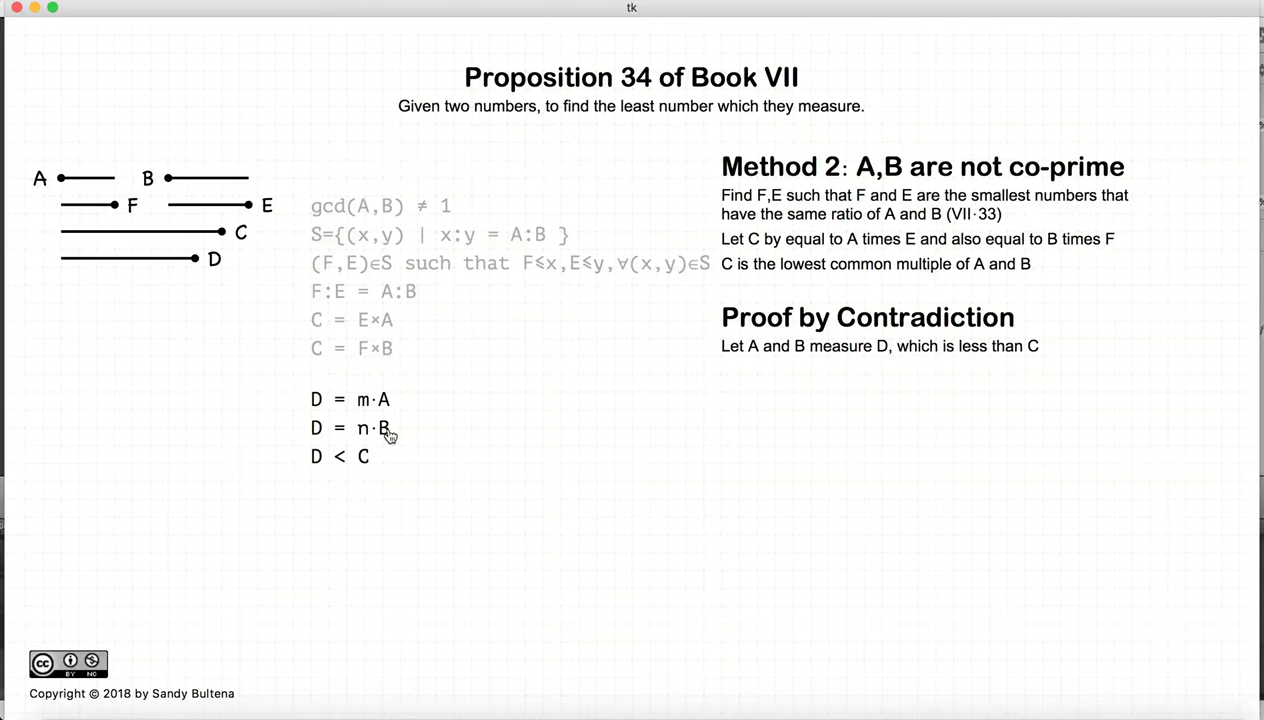 tk
Proposition 34 of Book VII
Given two numbers, to find the least number which they measure.
A B
F E
C
D
gcd(A,B) ≠ 1
S={(x,y) | x:y = A:B }
(F,E)∈S such that F⩽x,E⩽y,∀(x,y)∈S
F:E = A:B
C = E×A
C = F×B
D = m·A
D = n·B
D < C
Method 2: A,B are not co-prime
Find F,E such that F and E are the smallest numbers that
have the same ratio of A and B (VII·33)
Let C by equal to A times E and also equal to B times F
C is the lowest common multiple of A and B
Proof by Contradiction
Let A and B measure D, which is less than C
cc BY NC
Copyright © 2018 by Sandy Bultena